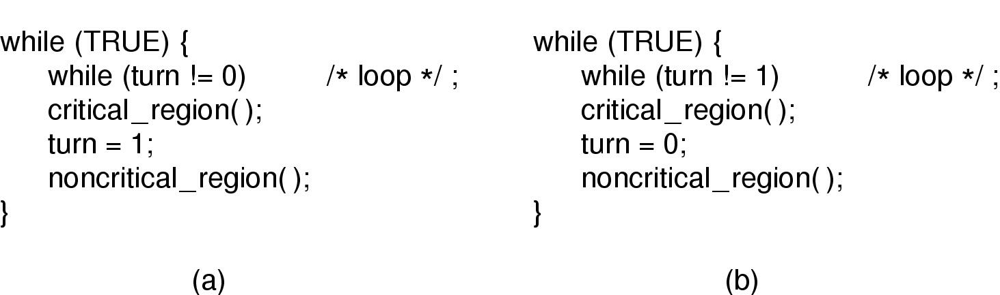 while (TRUE) {
while (turn != 0) /* loop */ ;
critical_region( );
turn = 1;
noncritical_region( );
}
(a)
while (TRUE) {
while (turn != 1) /* loop */ ;
critical_region( );
turn = 0;
noncritical_region( );
}
(b)